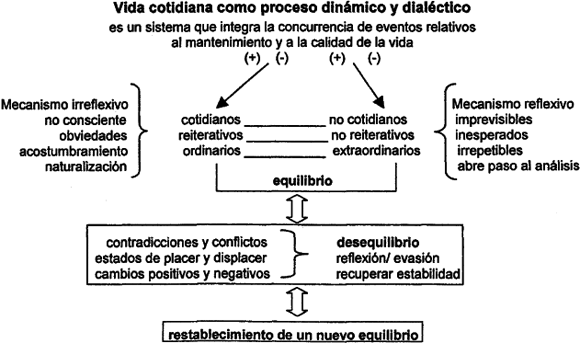 Vida cotidiana como proceso dinámico y dialéctico
es un sistema que integra la concurrencia de eventos relativos
al mantenimiento y a la calidad de la vida
(+) (-) (+) (-)
Mecanismo irreflexivo
no consciente
obviedades
acostumbramiento
naturalización
cotidianos no cotidianos
reiterativos no reiterativos
ordinarios extraordinarios
Mecanismo reflexivo
imprevisibles
inesperados
irrepetibles
abre paso al análisis
equilibrio
contradicciones y conflictos
estados de placer y displacer
cambios positivos y negativos
desequilibrio
reflexión/ evasión
recuperar estabilidad
restablecimiento de un nuevo equilibrio